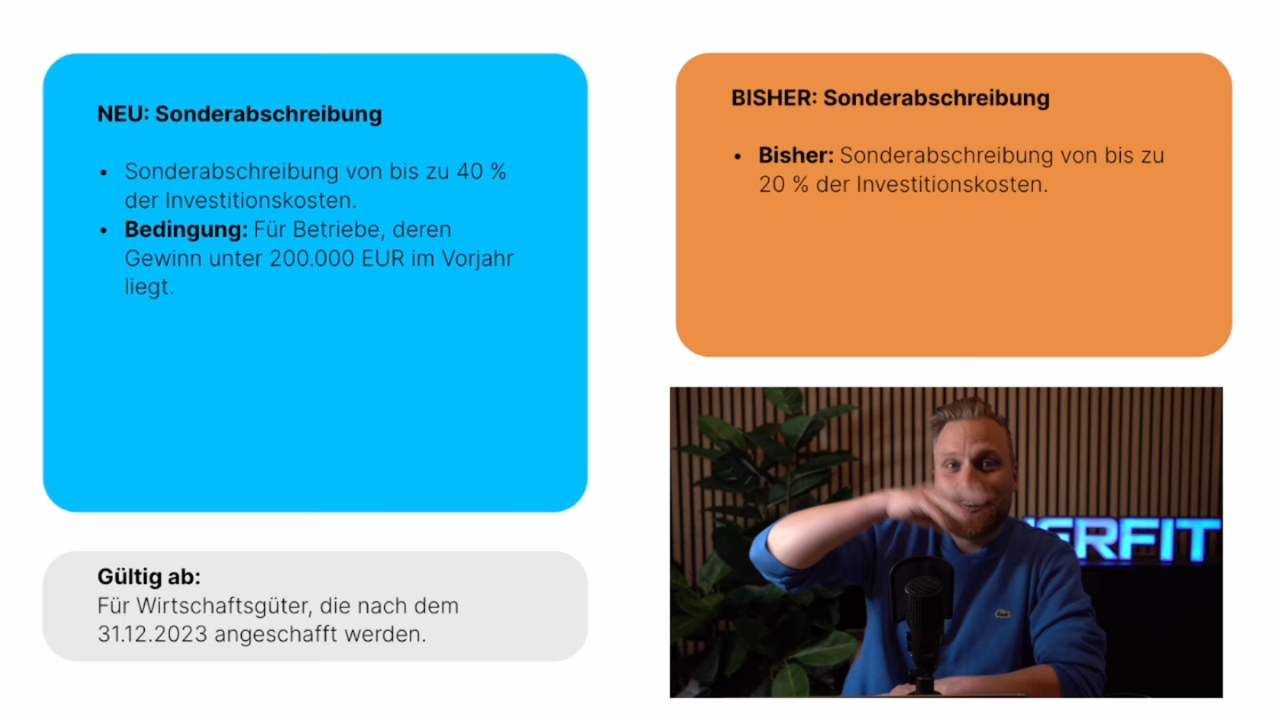 NEU: Sonderabschreibung
• Sonderabschreibung von bis zu 40 %
der Investitionskosten.
• Bedingung: Für Betriebe, deren
Gewinn unter 200.000 EUR im Vorjahr
liegt.
Gültig ab:
Für Wirtschaftsgüter, die nach dem
31.12.2023 angeschafft werden.
BISHER: Sonderabschreibung
• Bisher: Sonderabschreibung von bis zu
20 % der Investitionskosten.
ERFIT